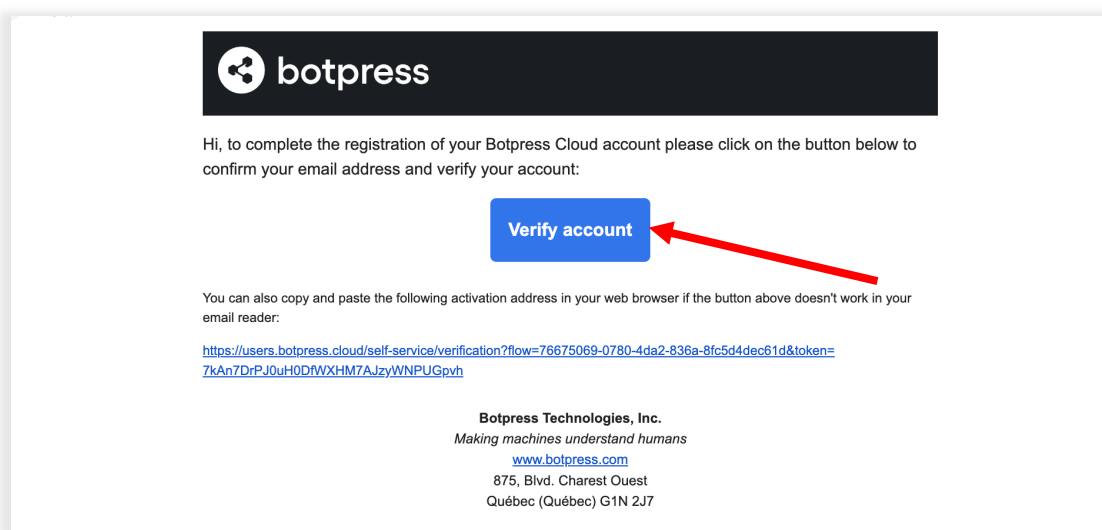 botpress
Hi, to complete the registration of your Botpress Cloud account please click on the button below to
confirm your email address and verify your account:
Verify account
You can also copy and paste the following activation address in your web browser if the button above doesn't work in your
email reader:
https://users.botpress.cloud/self-service/verification?flow=76675069-0780-4da2-836a-8fc5d4dec61d&token=
7kAn7DrPJ0uH0DfWXHM7AJzyWNPUGpvh
Botpress Technologies, Inc.
Making machines understand humans
www.botpress.com
875, Blvd. Charest Ouest
Québec (Québec) G1N 2J7